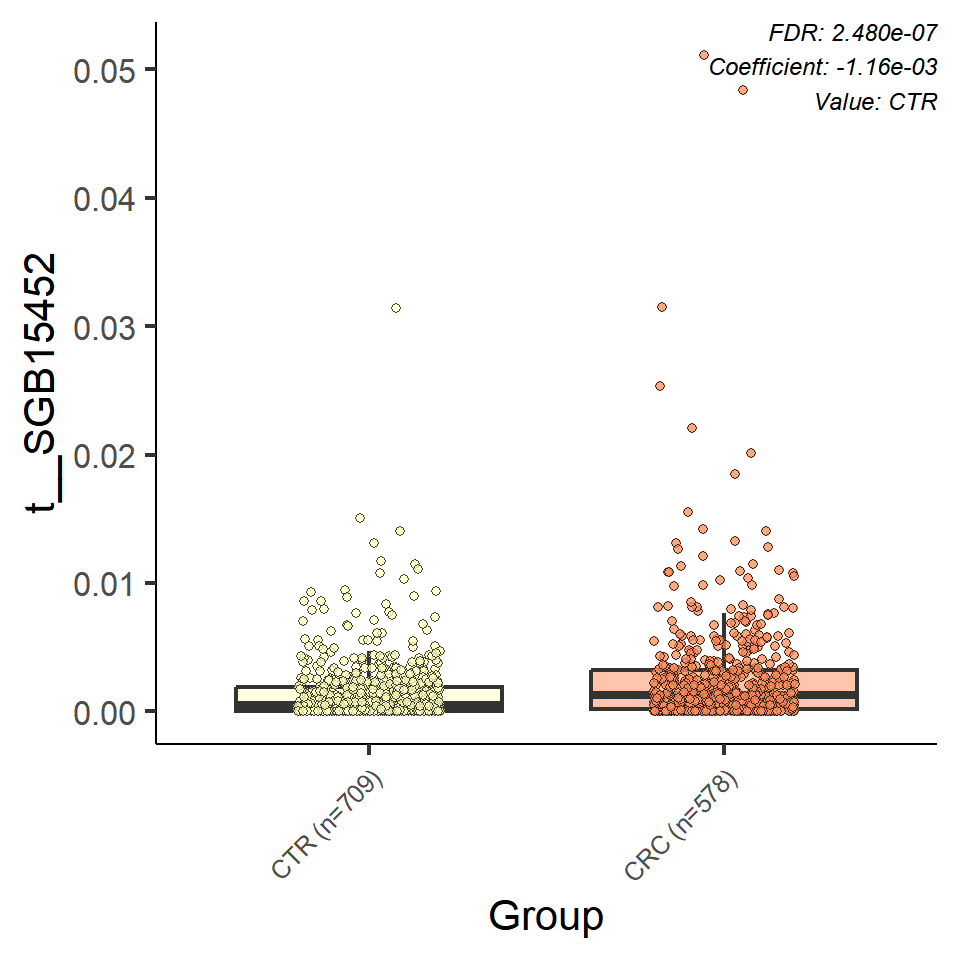 FDR: 2.480e-07
Coefficient: -1.16e-03
Value: CTR
t__SGB15452
0.05
0.04
0.03
0.02
0.01
0.00
CTR (n=709)
CRC (n=578)
Group